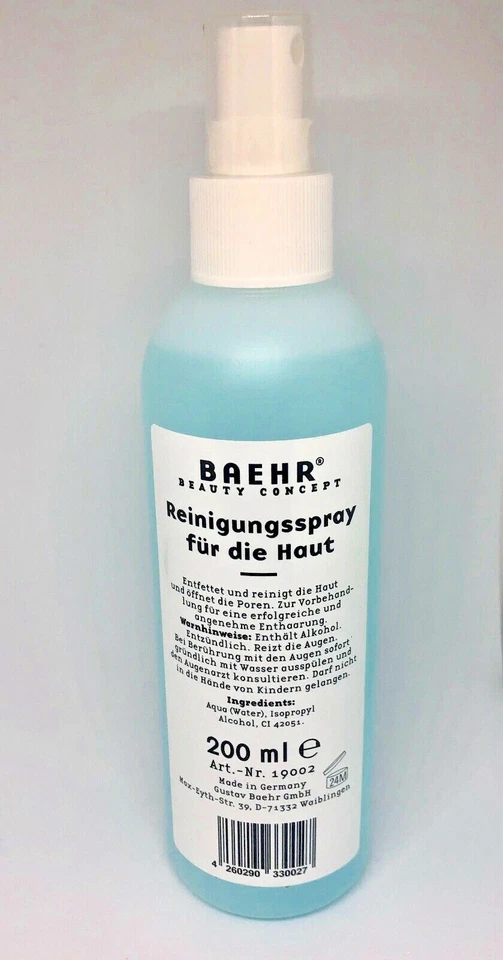 BAEHR®
BEAUTY CONCEPT
Reinigungsspray
für die Haut
Entfettet und reinigt die Haut
und öffnet die Poren. Zur Vorbehand-
lung für eine erfolgreiche und
angenehme Enthaarung.
Warnhinweise: Enthält Alkohol.
Entzündlich. Reizt die Augen.
Bei Berührung mit den Augen sofort
gründlich mit Wasser ausspülen und
den Augenarzt konsultieren. Darf nicht
in die Hände von Kindern gelangen.
Ingredients:
Aqua (Water), Isopropyl
Alcohol, CI 42051.
200 ml ℮
Art.-Nr. 19002
24M
Made in Germany
Gustav Baehr GmbH
Max-Eyth-Str. 39, D-71332 Waiblingen
4 260290 330027